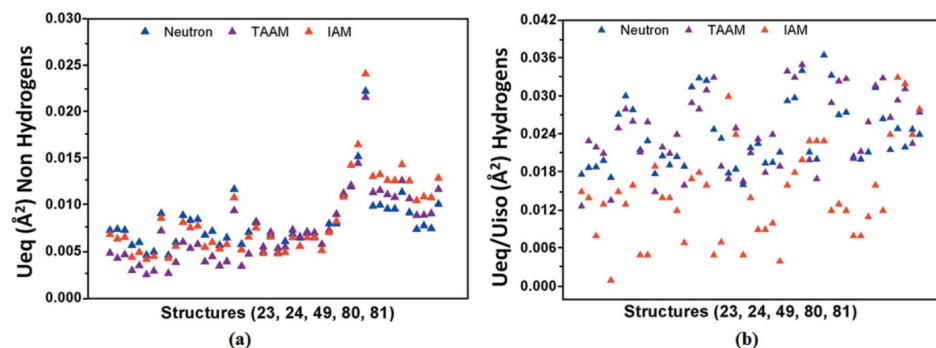 0.030
0.025
0.020
0.015
0.010
0.005
0.000
Ueq (Å²) Non Hydrogens
Neutron TAAM IAM
Structures (23, 24, 49, 80, 81)
(a)
0.042
0.036
0.030
0.024
0.018
0.012
0.006
0.000
Ueq/Uiso (Å²) Hydrogens
Neutron TAAM IAM
Structures (23, 24, 49, 80, 81)
(b)